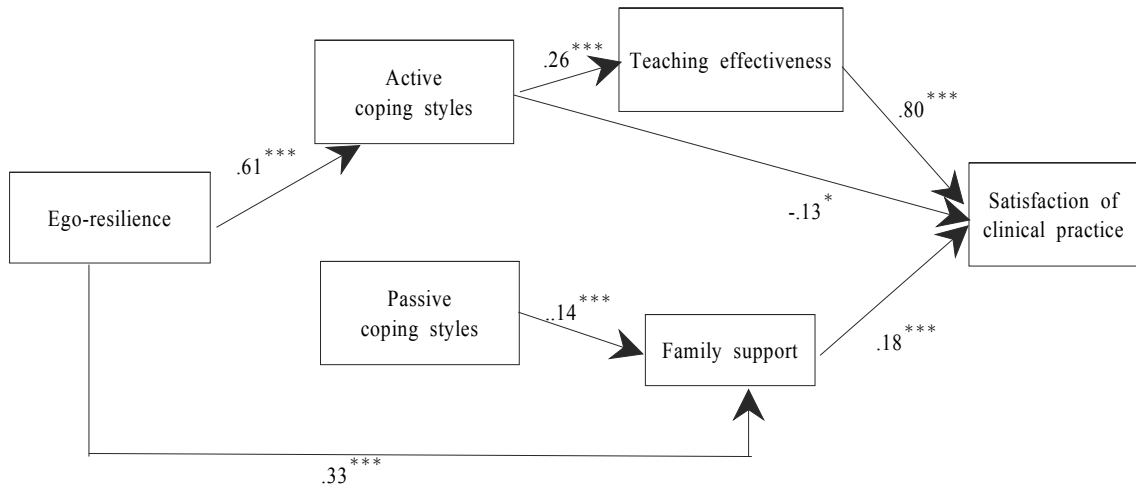 Teaching effectiveness
.26***
Active
coping styles
.80***
.61***
Ego-resilience
-.13*
Satisfaction of
clinical practice
Passive
coping styles
..14***
Family support
.18***
.33***